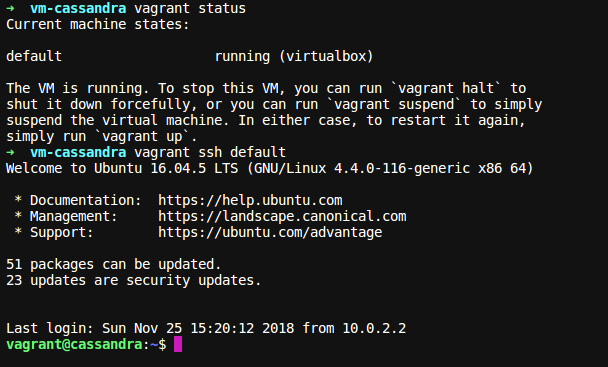 ➜  vm-cassandra vagrant status
Current machine states:

default                   running (virtualbox)

The VM is running. To stop this VM, you can run `vagrant halt` to
shut it down forcefully, or you can run `vagrant suspend` to simply
suspend the virtual machine. In either case, to restart it again,
simply run `vagrant up`.
➜  vm-cassandra vagrant ssh default
Welcome to Ubuntu 16.04.5 LTS (GNU/Linux 4.4.0-116-generic x86 64)

 * Documentation:  https://help.ubuntu.com
 * Management:     https://landscape.canonical.com
 * Support:        https://ubuntu.com/advantage

51 packages can be updated.
23 updates are security updates.


Last login: Sun Nov 25 15:20:12 2018 from 10.0.2.2
vagrant@cassandra:~$